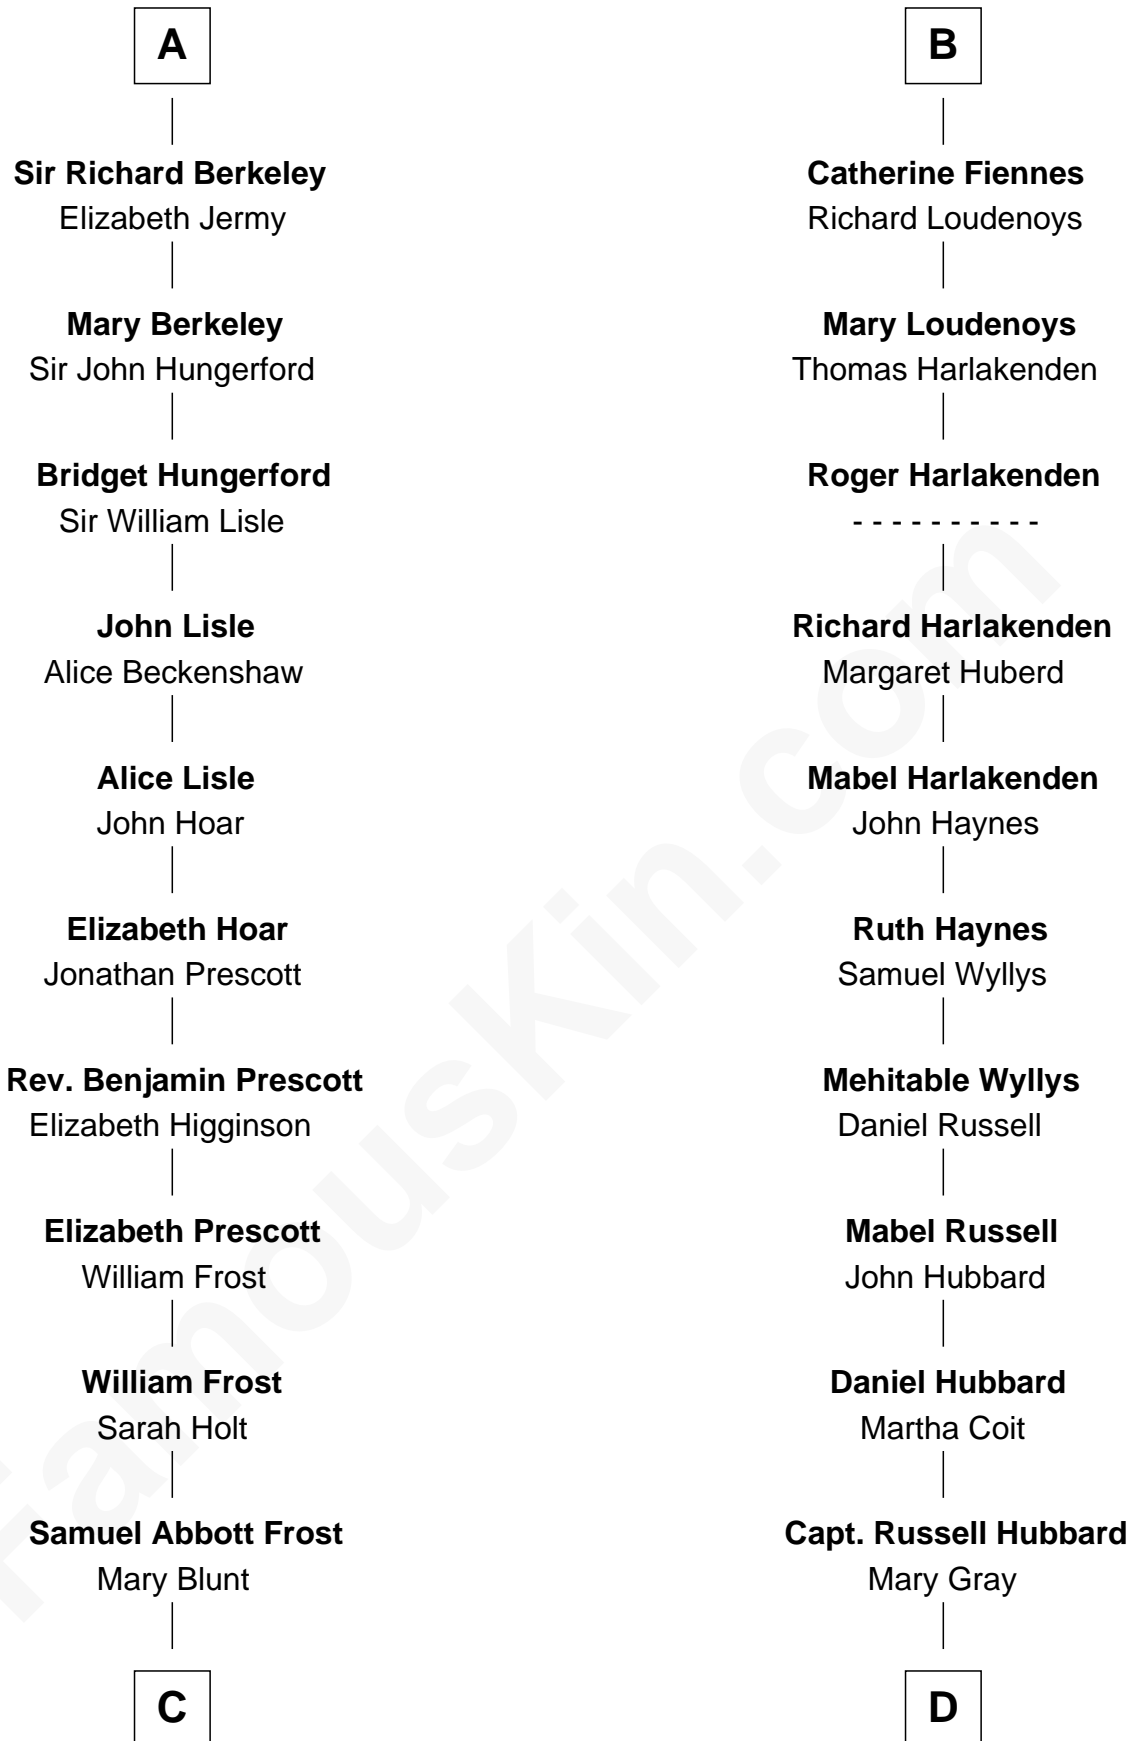 A
Sir Richard Berkeley
Elizabeth Jermy
Mary Berkeley
Sir John Hungerford
Bridget Hungerford
Sir William Lisle
John Lisle
Alice Beckenshaw
Alice Lisle
John Hoar
Elizabeth Hoar
Jonathan Prescott
Rev. Benjamin Prescott
Elizabeth Higginson
Elizabeth Prescott
William Frost
William Frost
Sarah Holt
Samuel Abbott Frost
Mary Blunt
C
B
Catherine Fiennes
Richard Loudenoys
Mary Loudenoys
Thomas Harlakenden
Roger Harlakenden
- - - - - - - - - -
Richard Harlakenden
Margaret Huberd
Mabel Harlakenden
John Haynes
Ruth Haynes
Samuel Wyllys
Mehitable Wyllys
Daniel Russell
Mabel Russell
John Hubbard
Daniel Hubbard
Martha Coit
Capt. Russell Hubbard
Mary Gray
D
FamousKin.com